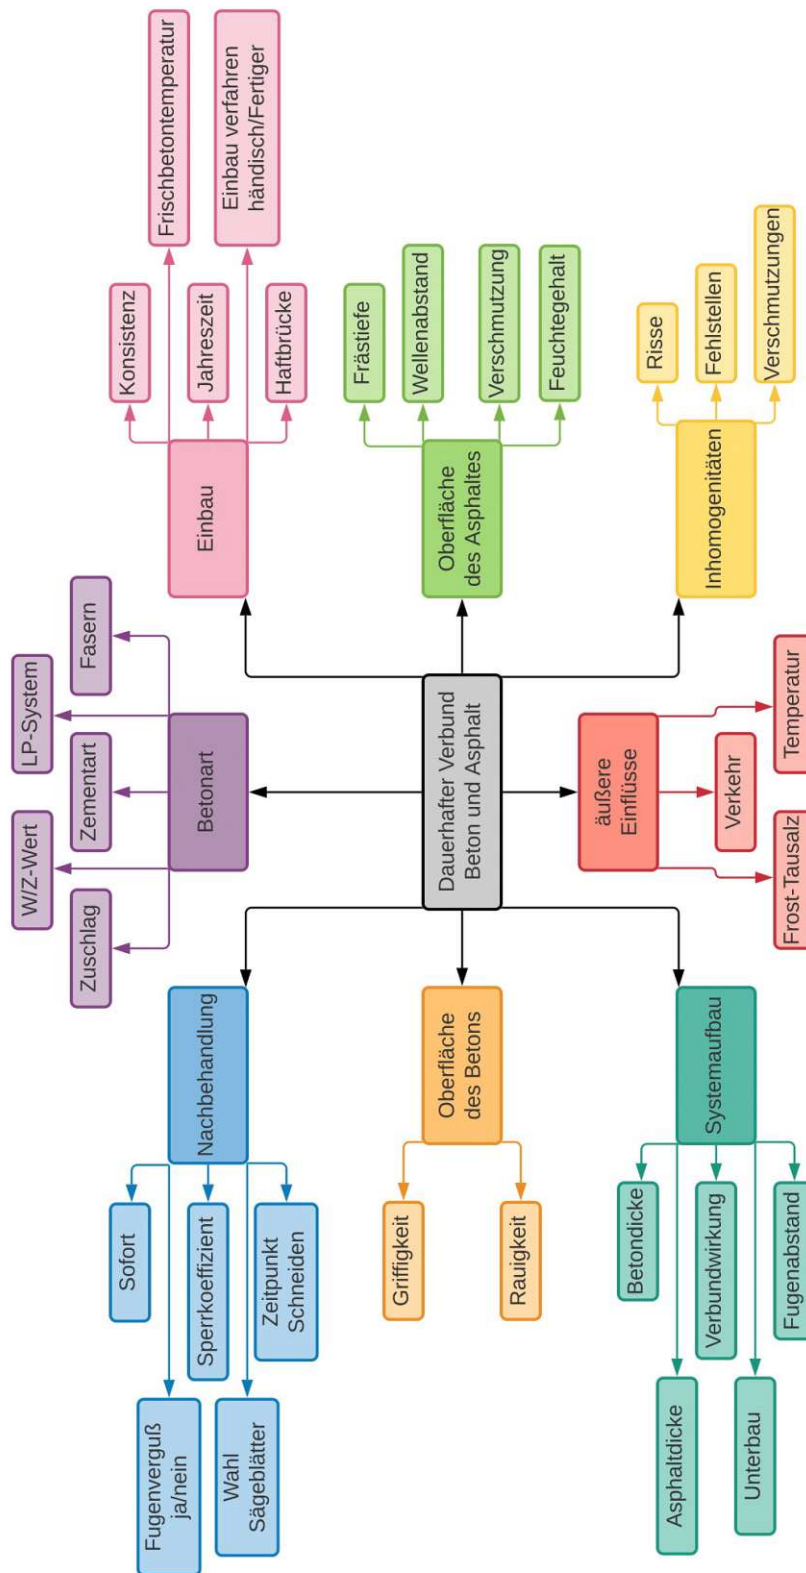 Fugenverguß
ja/nein
Wahl
Sägeblätter
Sofort
Sperrkoeffizient
Zeitpunkt
Schneiden
Nachbehandlung
Zuschlag
W/Z-Wert
Zementart
LP-System
Fasern
Betonart
Einbau
Konsistenz
Jahreszeit
Haftbrücke
Frischbetontemperatur
Einbau verfahren
händisch/Fertiger
Griffigkeit
Rauigkeit
Oberfläche
des Betons
Dauerhafter Verbund
Beton und Asphalt
Oberfläche
des Asphaltes
Frästiefe
Wellenabstand
Verschmutzung
Feuchtegehalt
Asphaltdicke
Unterbau
Betondicke
Verbundwirkung
Fugenabstand
Systemaufbau
äußere
Einflüsse
Frost-Tausalz
Verkehr
Temperatur
Inhomogenitäten
Risse
Fehlstellen
Verschmutzungen